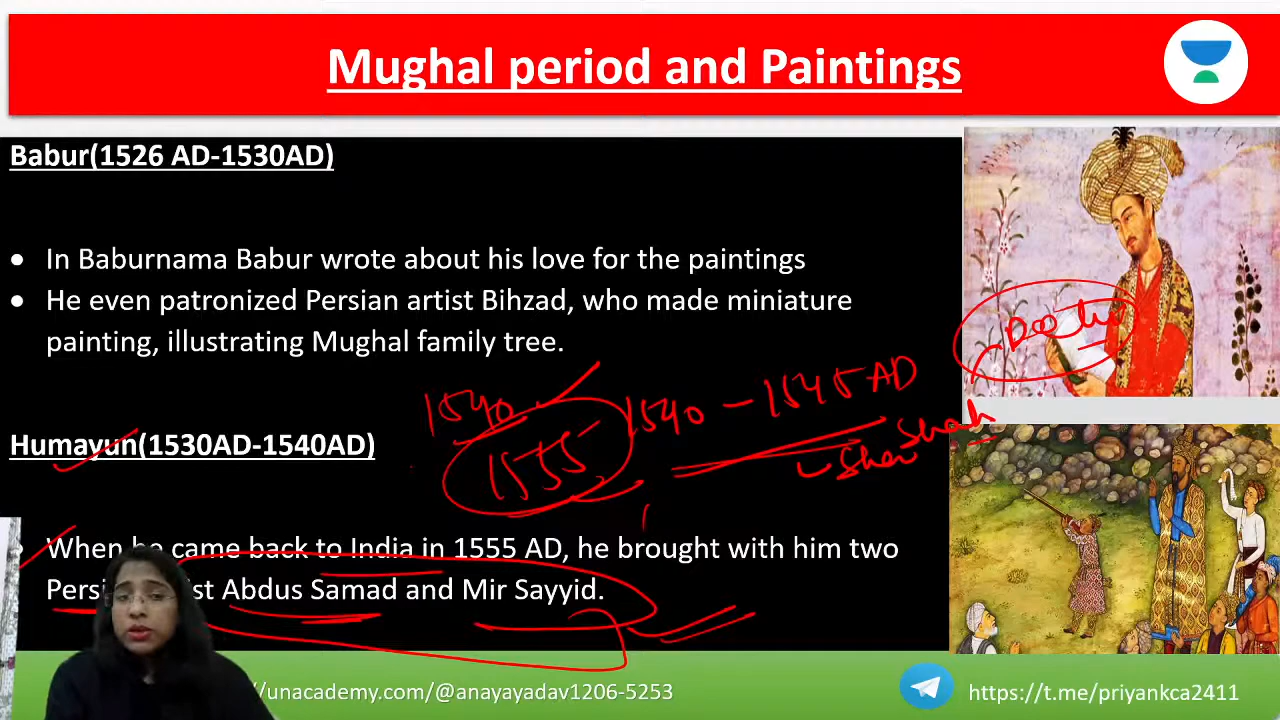 Mughal period and Paintings
Babur(1526 AD-1530AD)
● In Baburnama Babur wrote about his love for the paintings
● He even patronized Persian artist Bihzad, who made miniature
painting, illustrating Mughal family tree.
1540
1540 - 1545 AD
1555
Sher Shah
Humayun(1530AD-1540AD)
When he came back to India in 1555 AD, he brought with him two
Abdus Samad and Mir Sayyid.
//unacademy.com/@anayayadav1206-5253
https://t.me/priyankca2411